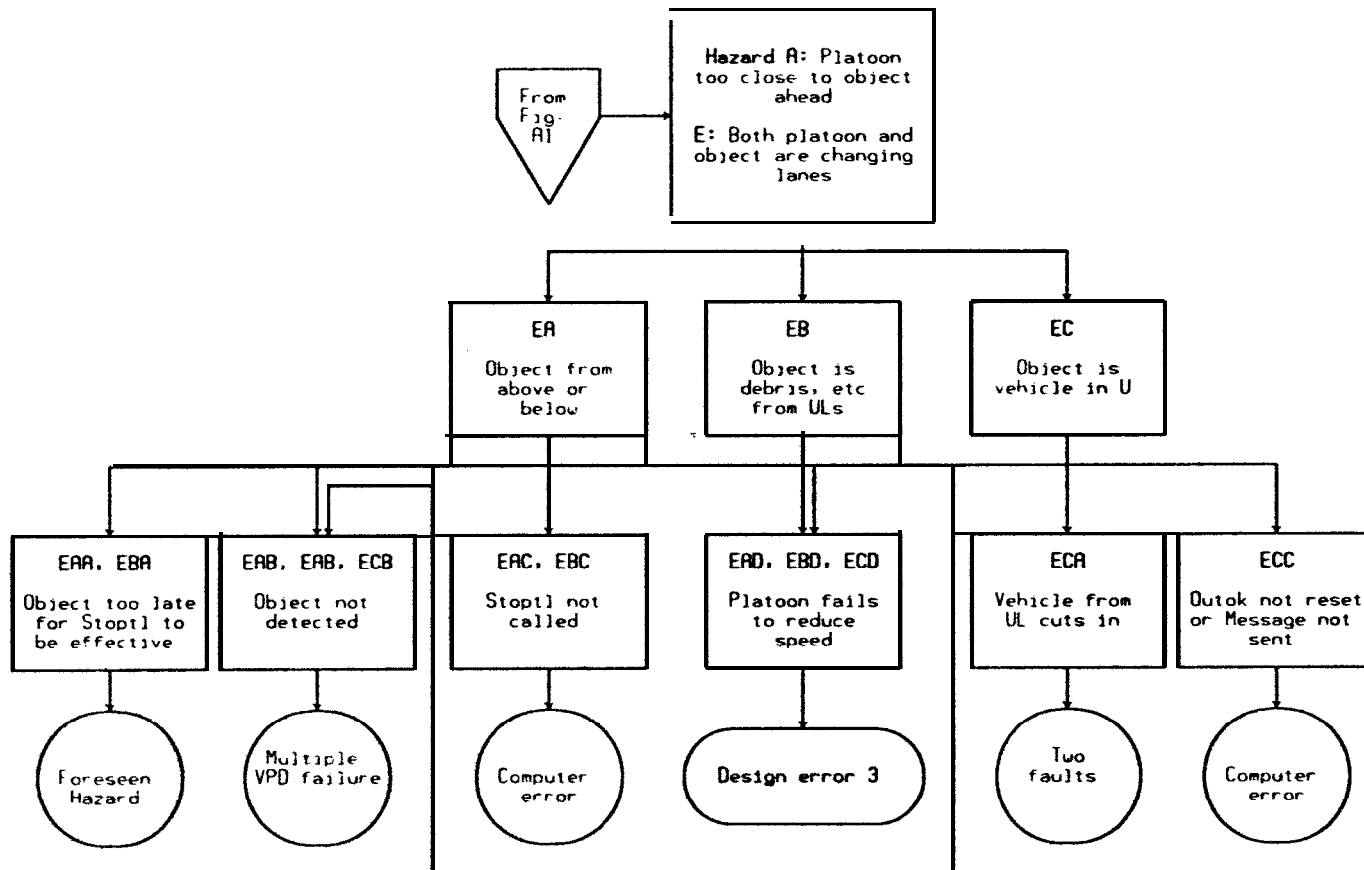 From
Fig.
A1
Hazard A: Platoon
too close to object
ahead
E: Both platoon and
object are changing
lanes
EA
Object from
above or
below
EB
Object is
debris, etc
from ULs
EC
Object is
vehicle in U
EAA, EBA
Object too late
for Stoptl to
be effective
EAB, EAB, ECB
Object not
detected
EAC, EBC
Stoptl not
called
EAD, EBD, ECD
Platoon fails
to reduce
speed
ECA
Vehicle from
UL cuts in
ECC
Outok not reset
or Message not
sent
Foreseen
Hazard
Multiple
VPD failure
Computer
error
Design error 3
Two
faults
Computer
error